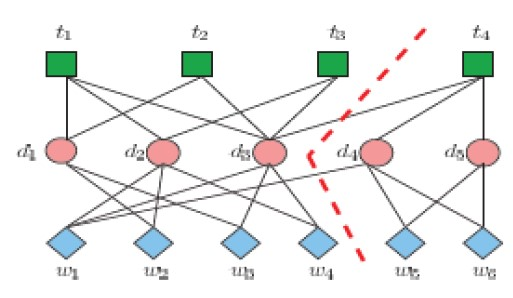 t₁ t₂ t₃ t₄
d₁ d₂ d₃ d₄ d₅
w₁ w₂ w₃ w₄ w₅ w₆